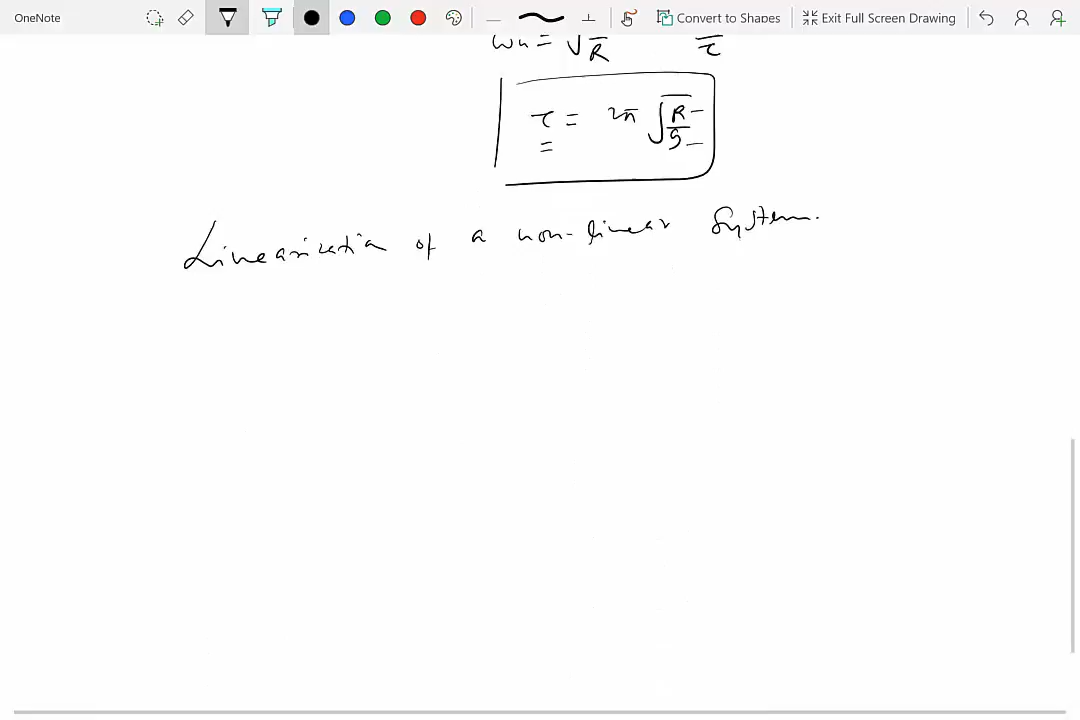 OneNote
Convert to Shapes
Exit Full Screen Drawing
ωn = √ R τ
τ = 2π √ R/g
Linearization of a non-linear System.